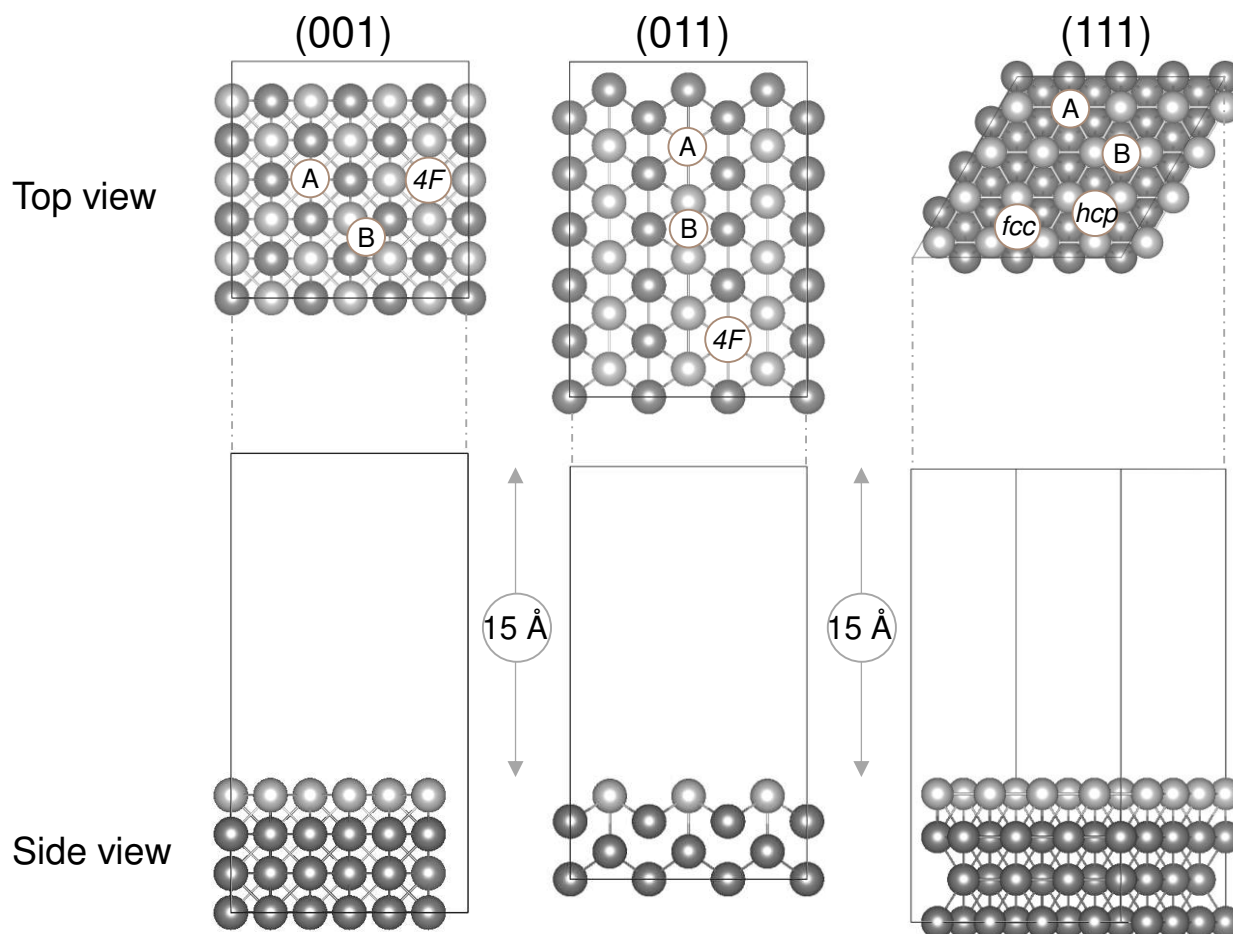 (001)
(011)
(111)
Top view
A
4F
B
A
B
4F
A
B
fcc
hcp
15 Å
15 Å
Side view